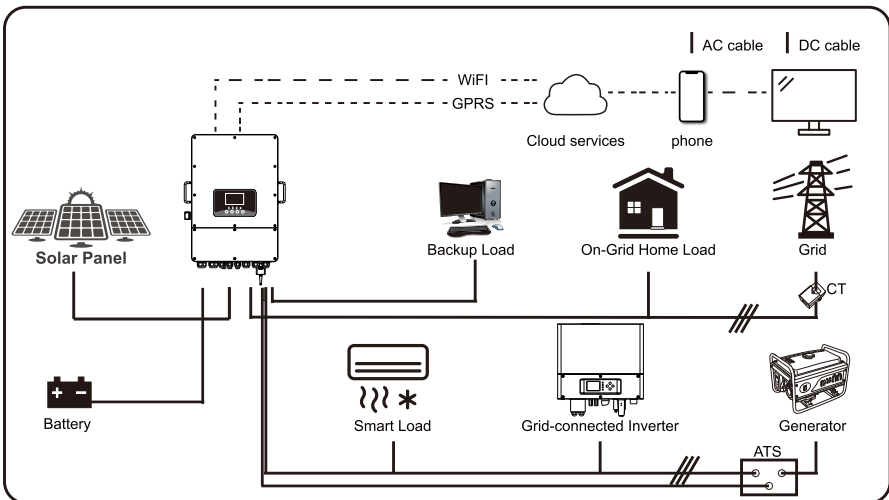 AC cable DC cable
WiFI
GPRS
Cloud services
phone
Solar Panel
Backup Load
On-Grid Home Load
Grid
CT
Battery
Smart Load
Grid-connected Inverter
Generator
ATS